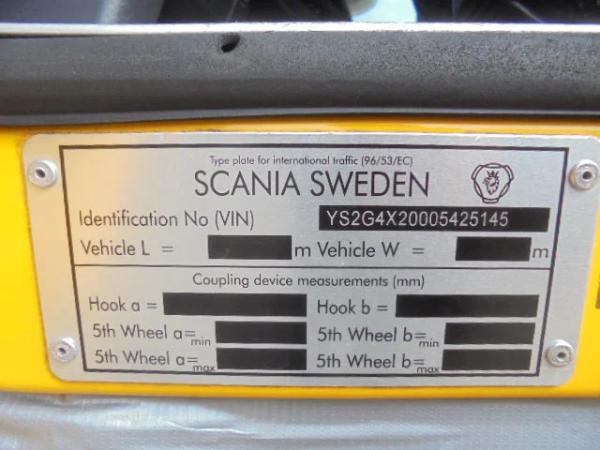 Type plate for international traffic (96/53/EC)
SCANIA SWEDEN
Identification No (VIN) YS2G4X20005425145
Vehicle L = m Vehicle W = m
Coupling device measurements (mm)
Hook a = Hook b =
5th Wheel a=min 5th Wheel b=min
5th Wheel a=max 5th Wheel b=max